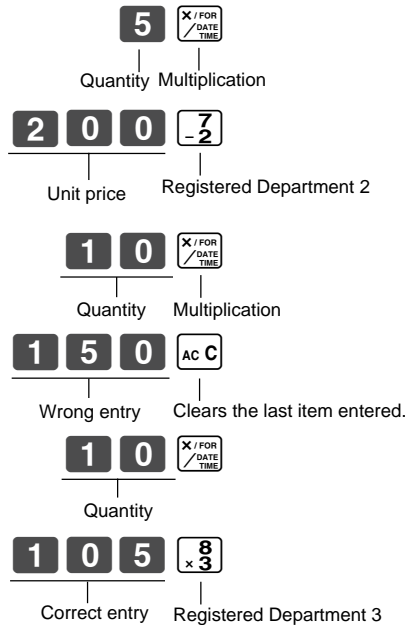 5 X / FOR / DATE TIME
Quantity Multiplication
2 0 0 7 - 2
Unit price Registered Department 2
1 0 X / FOR / DATE TIME
Quantity Multiplication
1 5 0 AC C
Wrong entry Clears the last item entered.
1 0 X / FOR / DATE TIME
Quantity
1 0 5 8 × 3
Correct entry Registered Department 3